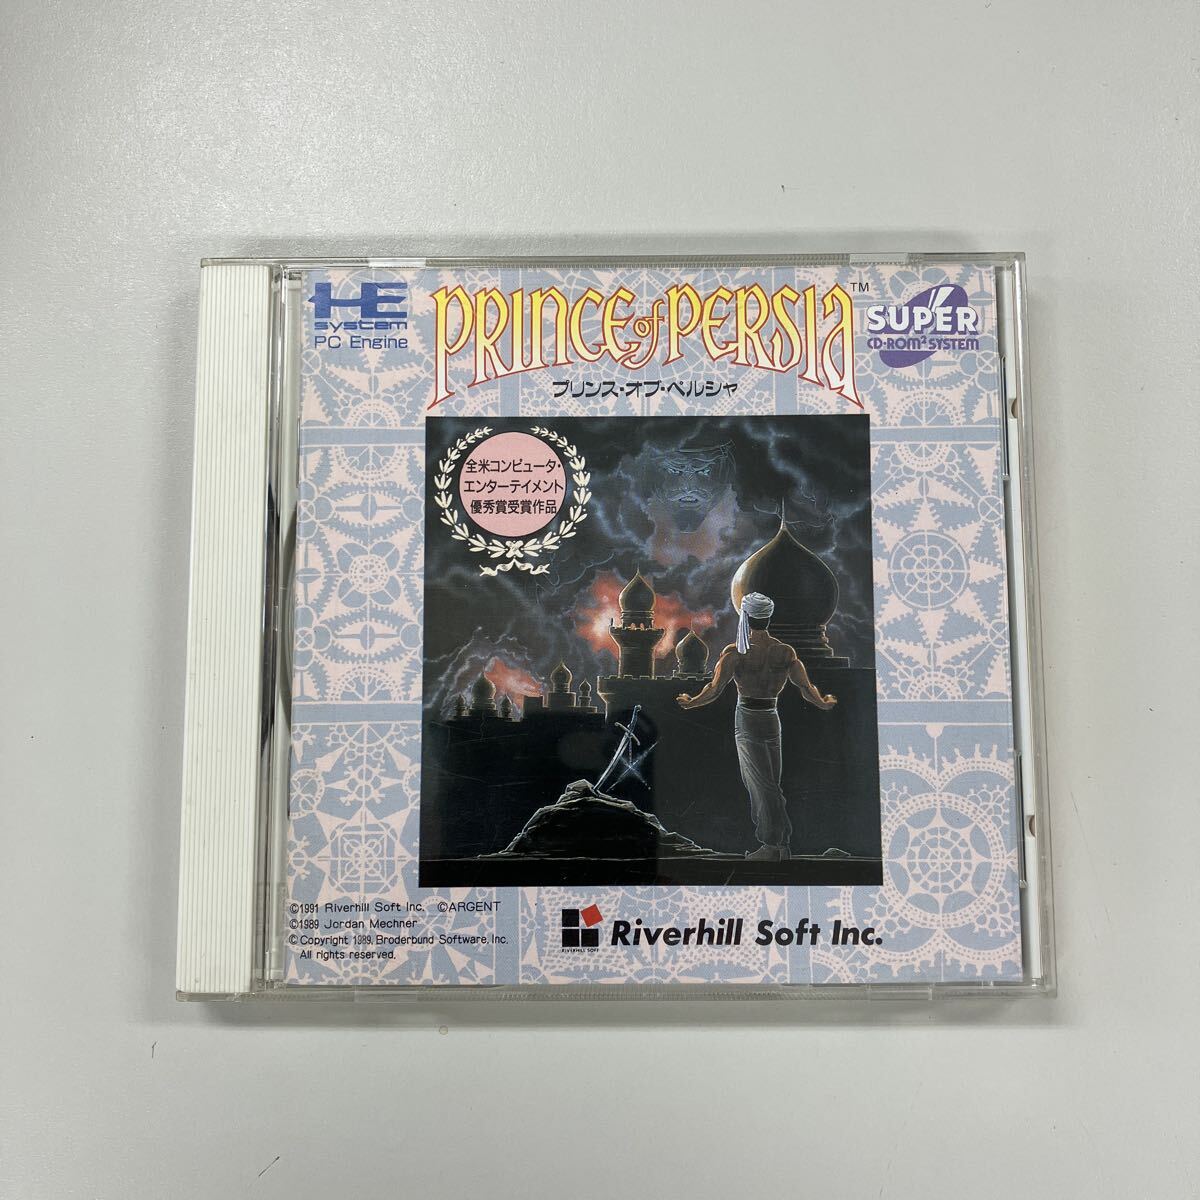 HE
system
PC Engine
PRINCE of PERSIA™
プリンス・オブ・ペルシャ
SUPER
CD-ROM² SYSTEM
全米コンピュータ・
エンターテイメント
優秀賞受賞作品
©1991 Riverhill Soft Inc. ©ARGENT
©1989 Jordan Mechner
© Copyright 1989, Broderbund Software, Inc.
All rights reserved.
RIVERHILL SOFT
Riverhill Soft Inc.